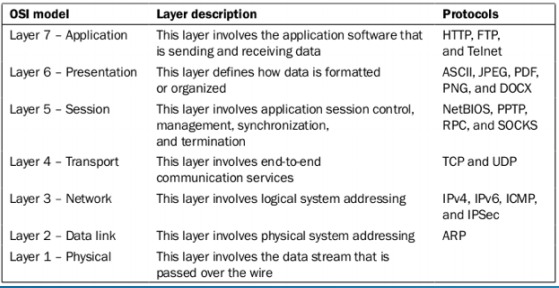 OSI model Layer description Protocols
Layer 7 – Application This layer involves the application software that HTTP, FTP,
is sending and receiving data and Telnet
Layer 6 – Presentation This layer defines how data is formatted ASCII, JPEG, PDF,
or organized PNG, and DOCX
Layer 5 – Session This layer involves application session control, NetBIOS, PPTP,
management, synchronization, RPC, and SOCKS
and termination
Layer 4 – Transport This layer involves end-to-end TCP and UDP
communication services
Layer 3 – Network This layer involves logical system addressing IPv4, IPv6, ICMP,
and IPSec
Layer 2 – Data link This layer involves physical system addressing ARP
Layer 1 – Physical This layer involves the data stream that is
passed over the wire